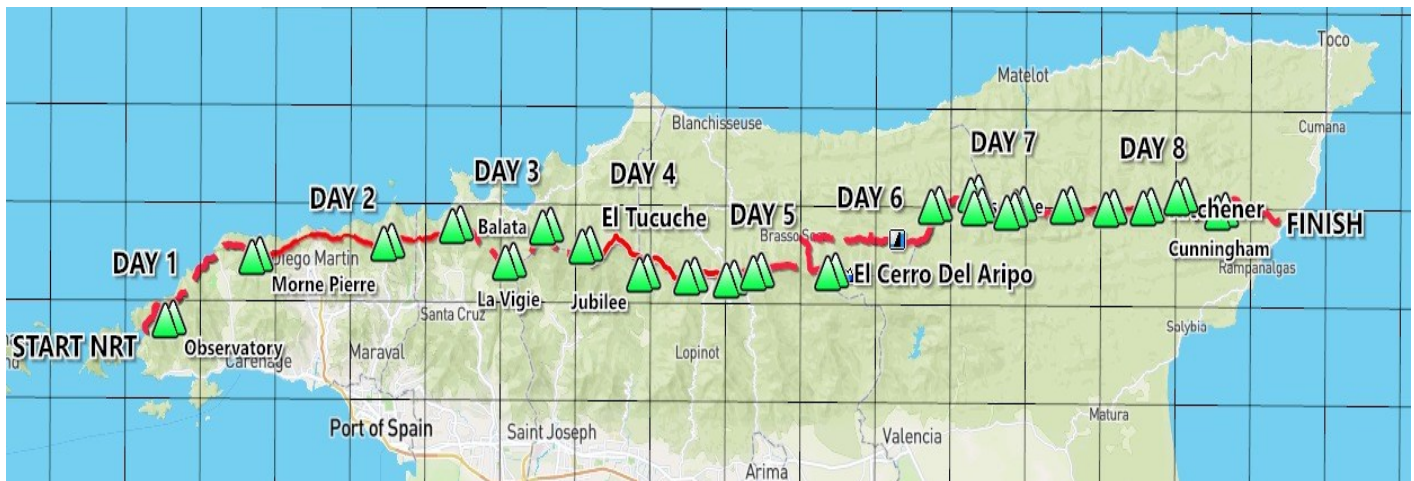 Toco
Matelot
DAY 7
Blanchisseuse
Cumana
DAY 8
DAY 3
DAY 4
DAY 6
DAY 2
DAY 5
Balata
El Tucuche
Brasso
FINISH
Cunningham
DAY 1
Diego Martin
Rampanalgas
Morne Pierre
La Vigie
Jubilee
El Cerro Del Aripo
Santa Cruz
Salybia
START NRT
Observatory
Carenage
Maraval
Lopinot
Matura
Port of Spain
Saint Joseph
Valencia
Arima